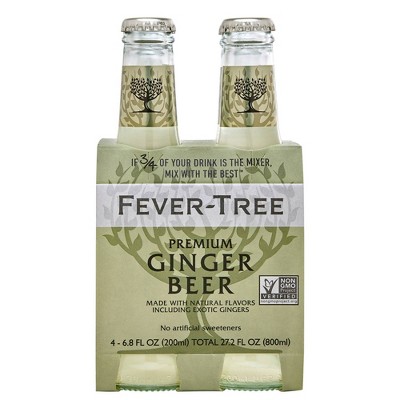 IF 3/4 OF YOUR DRINK IS THE MIXER,
MIX WITH THE BEST™
FEVER-TREE
PREMIUM
GINGER
BEER
MADE WITH NATURAL FLAVORS
INCLUDING EXOTIC GINGERS
No artificial sweeteners
4 - 6.8 FL OZ (200ml) TOTAL 27.2 FL OZ (800ml)
NON
GMO
Project
VERIFIED
nongmoproject.org